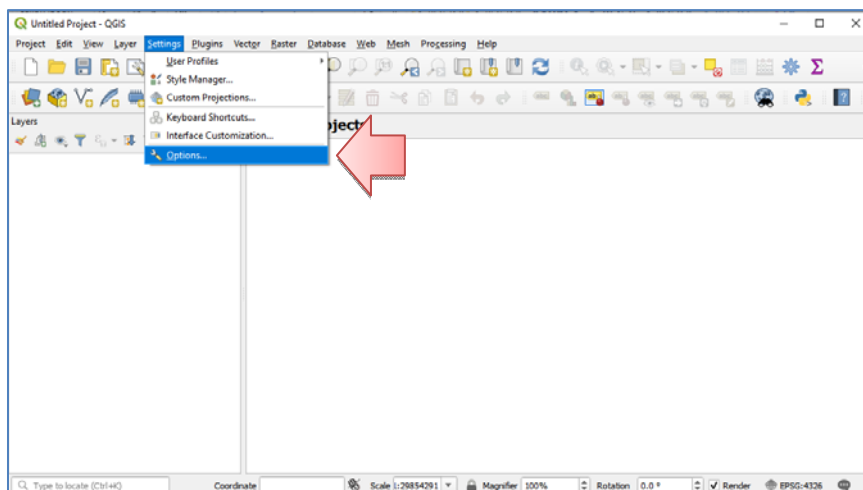 Untitled Project - QGIS
Project Edit View Layer Settings Plugins Vector Raster Database Web Mesh Processing Help
User Profiles
Style Manager...
Custom Projections...
Keyboard Shortcuts...
Interface Customization...
Options...
Layers
Type to locate (Ctrl+K) Coordinate Scale 1:29854291 Magnifier 100% Rotation 0.0 ° Render EPSG:4326